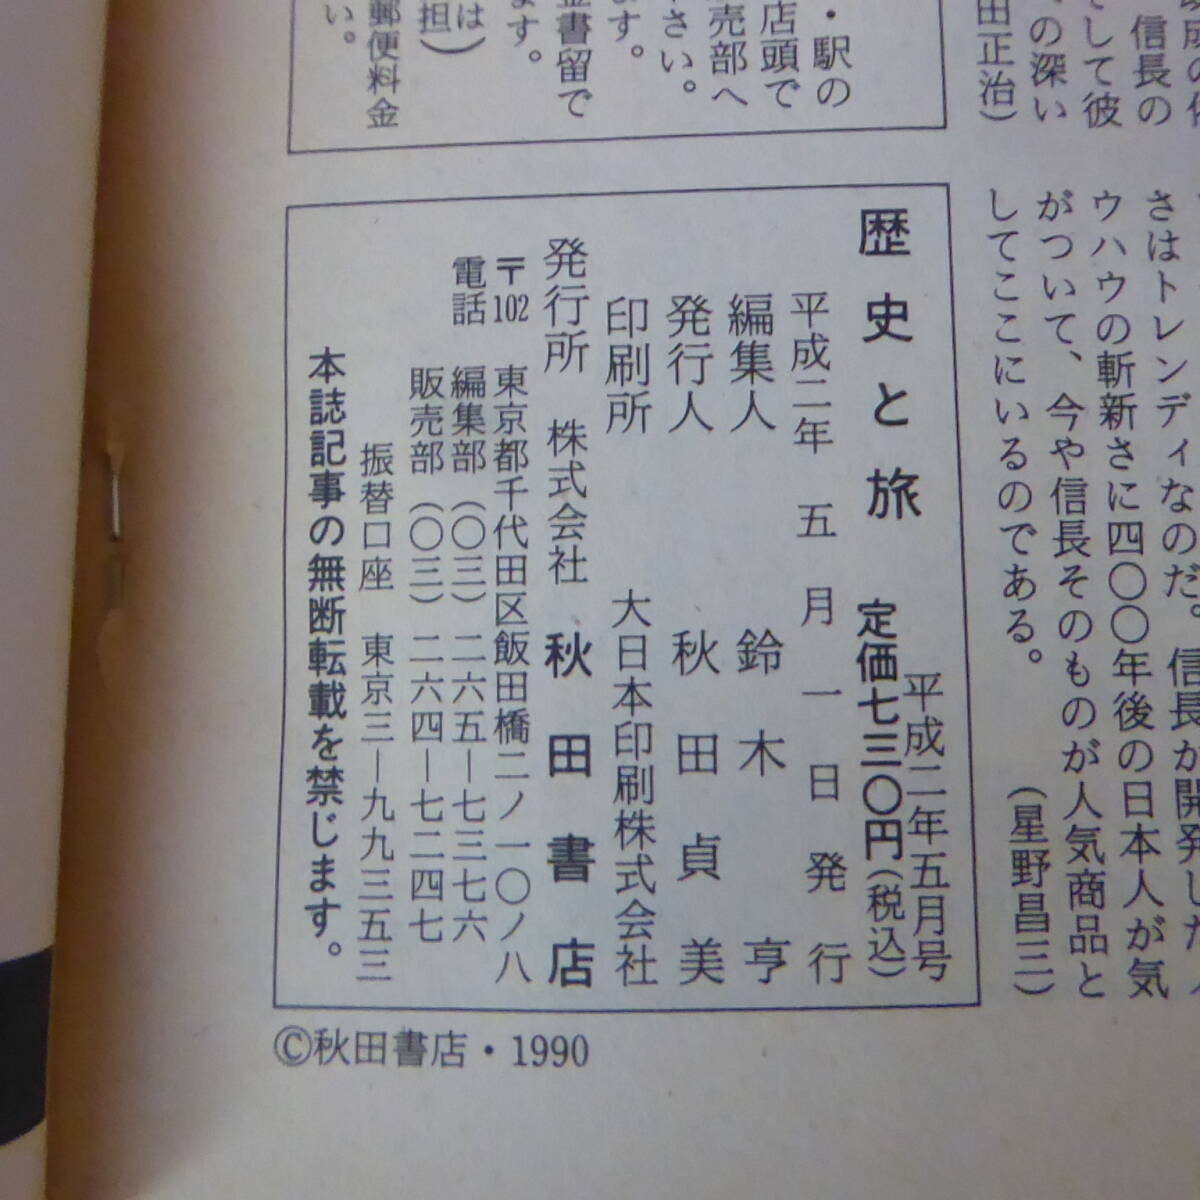 成の
信長の
して彼
の深い
田正治）
・駅の
店頭で
売部へ
さい。
ます。
金書留で
ます。
は）
担）
郵便料金
い。
信長が開発した
さはトレンディなのだ。
ウハウの斬新さに四〇〇年後の日本人が気
がついて、今や信長そのものが人気商品と
してここにいるのである。
（星野昌三）
歴史と旅 平成二年五月号
定価七三〇円（税込）
平成二年 五月一日発行
編集人 鈴木 亨
発行人 秋田貞美
印刷所 大日本印刷株式会社
発行所 株式会社 秋田書店
〒102 東京都千代田区飯田橋二ノ一〇ノ八
電話 編集部（〇三）二六五－七三七六
販売部（〇三）二六四－七二四七
振替口座 東京三－九九三五三
本誌記事の無断転載を禁じます。
©秋田書店・1990